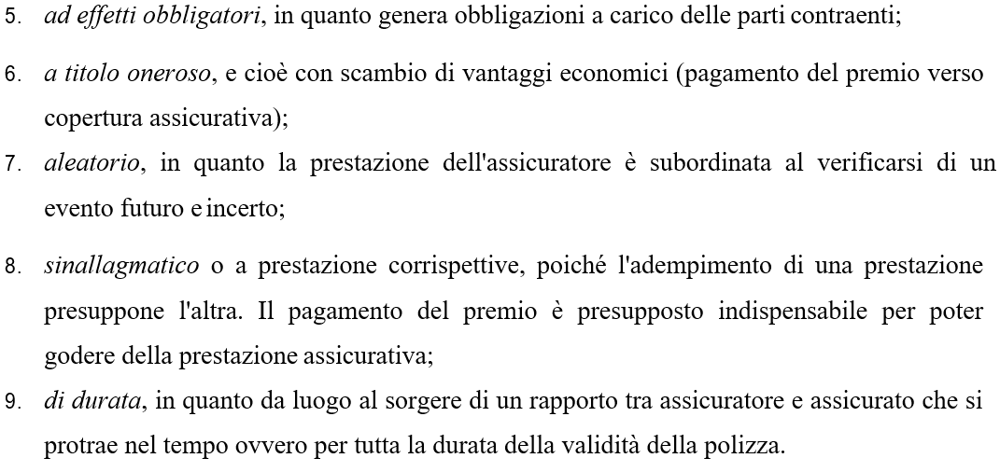 5. ad effetti obbligatori, in quanto genera obbligazioni a carico delle parti contraenti;
6. a titolo oneroso, e cioè con scambio di vantaggi economici (pagamento del premio verso
copertura assicurativa);
7. aleatorio, in quanto la prestazione dell'assicuratore è subordinata al verificarsi di un
evento futuro e incerto;
8. sinallagmatico o a prestazione corrispettive, poiché l'adempimento di una prestazione
presuppone l'altra. Il pagamento del premio è presupposto indispensabile per poter
godere della prestazione assicurativa;
9. di durata, in quanto da luogo al sorgere di un rapporto tra assicuratore e assicurato che si
protrae nel tempo ovvero per tutta la durata della validità della polizza.